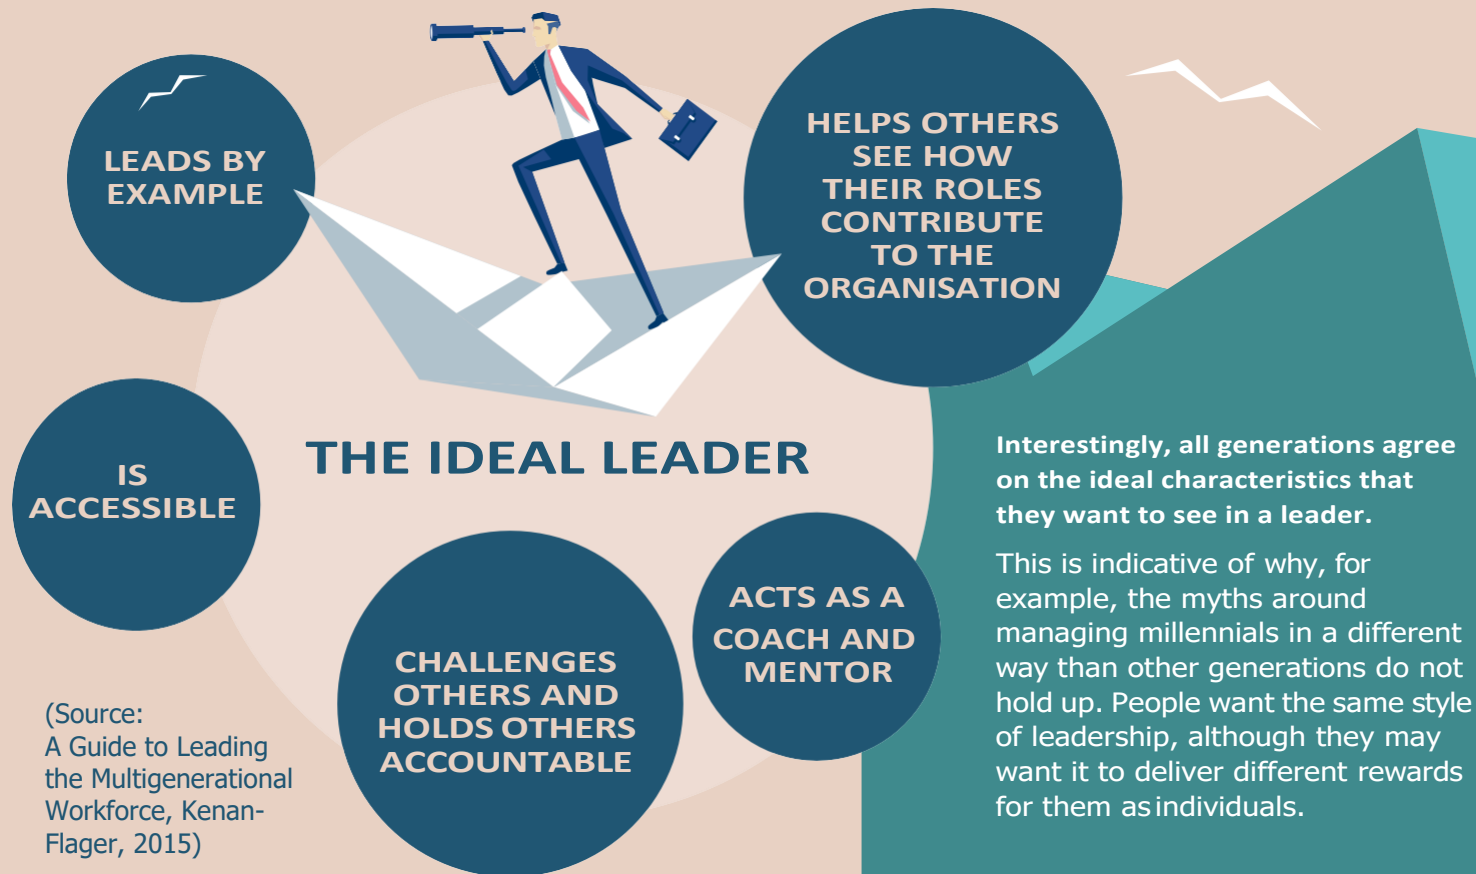 LEADS BY
EXAMPLE
HELPS OTHERS
SEE HOW
THEIR ROLES
CONTRIBUTE
TO THE
ORGANISATION
THE IDEAL LEADER
IS
ACCESSIBLE
CHALLENGES
OTHERS AND
HOLDS OTHERS
ACCOUNTABLE
ACTS AS A
COACH AND
MENTOR
(Source:
A Guide to Leading
the Multigenerational
Workforce, Kenan-
Flager, 2015)
Interestingly, all generations agree
on the ideal characteristics that
they want to see in a leader.
This is indicative of why, for
example, the myths around
managing millennials in a different
way than other generations do not
hold up. People want the same style
of leadership, although they may
want it to deliver different rewards
for them as individuals.